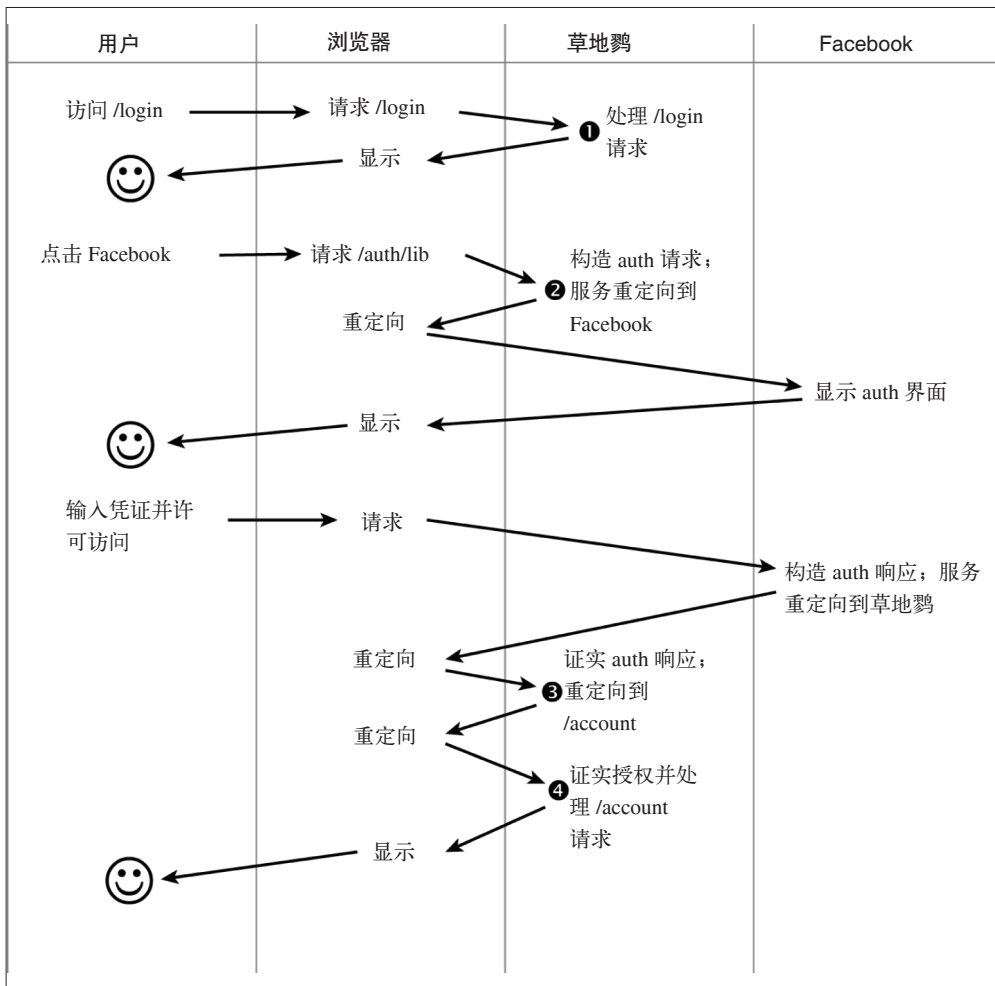 用户
浏览器
草地鹨
Facebook
访问 /login
请求 /login
❶ 处理 /login
请求
显示
点击 Facebook
请求 /auth/lib
构造 auth 请求；
❷ 服务重定向到
Facebook
重定向
显示 auth 界面
显示
输入凭证并许
可访问
请求
构造 auth 响应；服务
重定向到草地鹨
重定向
证实 auth 响应；
❸ 重定向到
/account
重定向
证实授权并处
❹ 理 /account
请求
显示